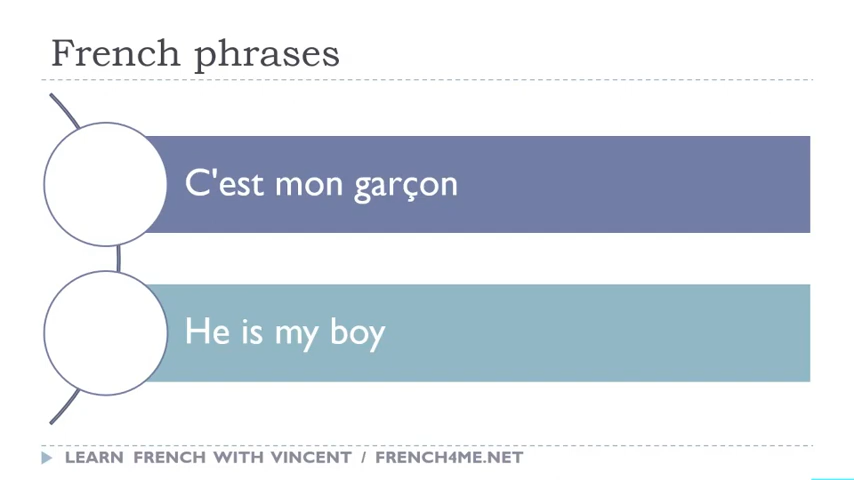 French phrases
C'est mon garçon
He is my boy
LEARN FRENCH WITH VINCENT / FRENCH4ME.NET